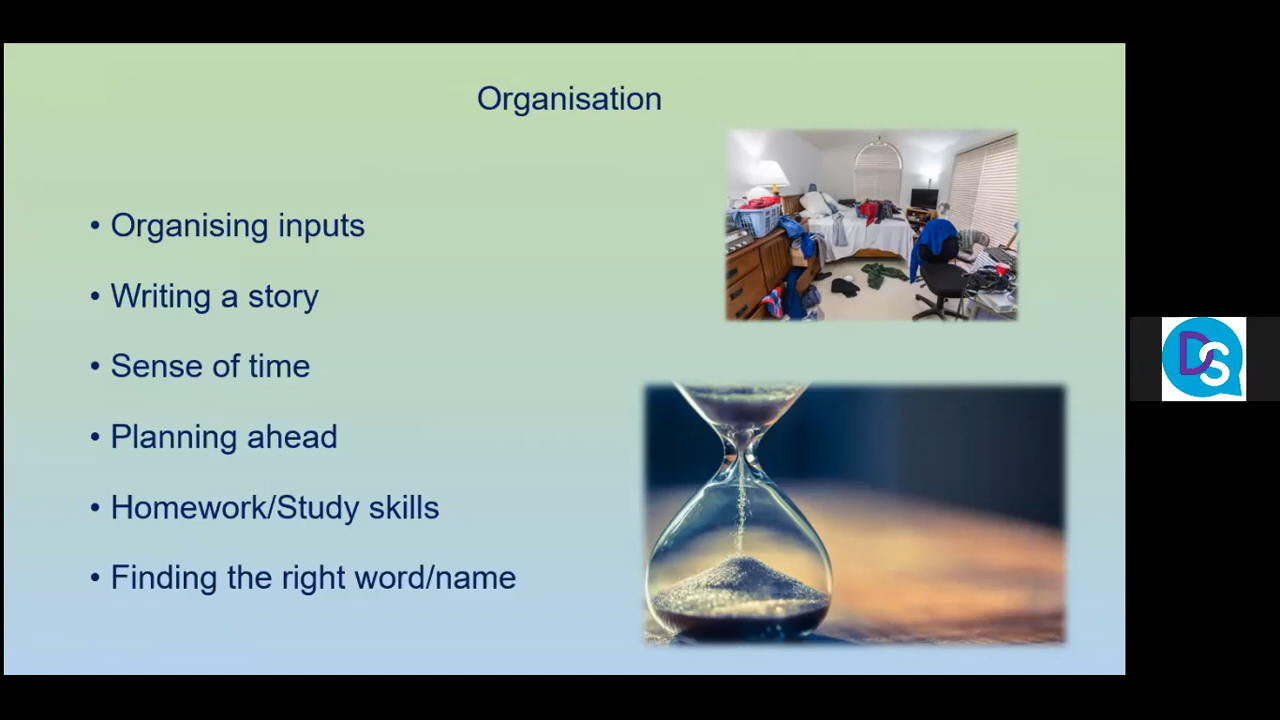 Organisation
• Organising inputs
• Writing a story
• Sense of time
• Planning ahead
• Homework/Study skills
• Finding the right word/name
DS